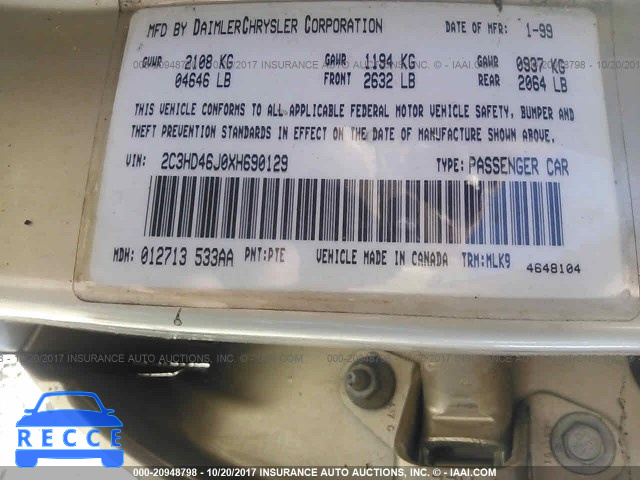 MFD BY DAIMLERCHRYSLER CORPORATION DATE OF MFR: 1-99
GVWR 2108 KG GAWR 1194 KG GAWR 0937 KG
04646 LB FRONT 2632 LB REAR 2064 LB
THIS VEHICLE CONFORMS TO ALL APPLICABLE FEDERAL MOTOR VEHICLE SAFETY, BUMPER AND
THEFT PREVENTION STANDARDS IN EFFECT ON THE DATE OF MANUFACTURE SHOWN ABOVE.
VIN: 2C3HD46J0XH690129 TYPE: PASSENGER CAR
MDH: 012713 533AA PNT:PTE VEHICLE MADE IN CANADA TRM:MLK9
4648104
RECCE
000-20948798 - 10/20/2017 INSURANCE AUTO AUCTIONS, INC. © - IAAI.COM